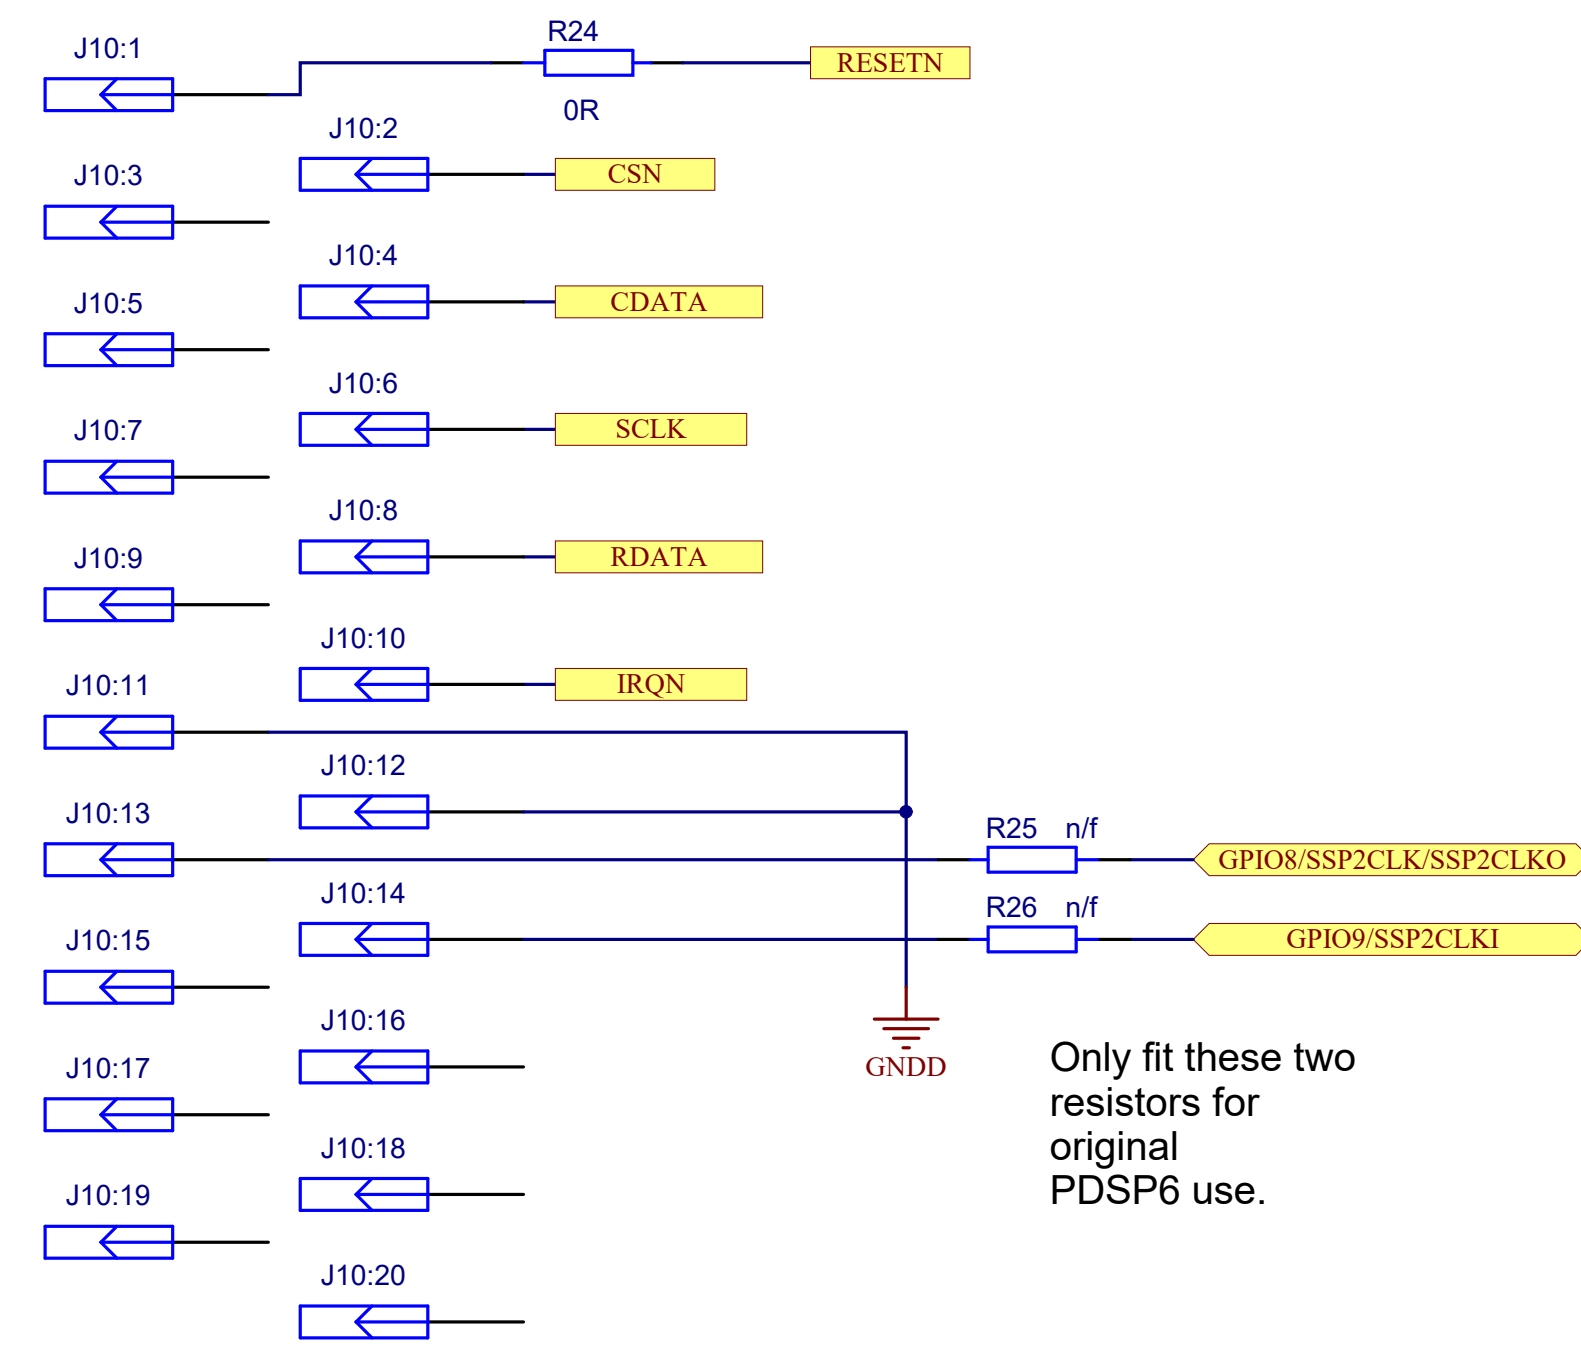 J10:1
R24
RESETN
0R
J10:2
CSN
J10:3
J10:4
CDATA
J10:5
J10:6
SCLK
J10:7
J10:8
RDATA
J10:9
J10:10
IRQN
J10:11
J10:12
J10:13
R25 n/f
GPIO8/SSP2CLK/SSP2CLKO
J10:14
R26 n/f
GPIO9/SSP2CLKI
J10:15
J10:16
GNDD
Only fit these two
resistors for
original
PDSP6 use.
J10:17
J10:18
J10:19
J10:20